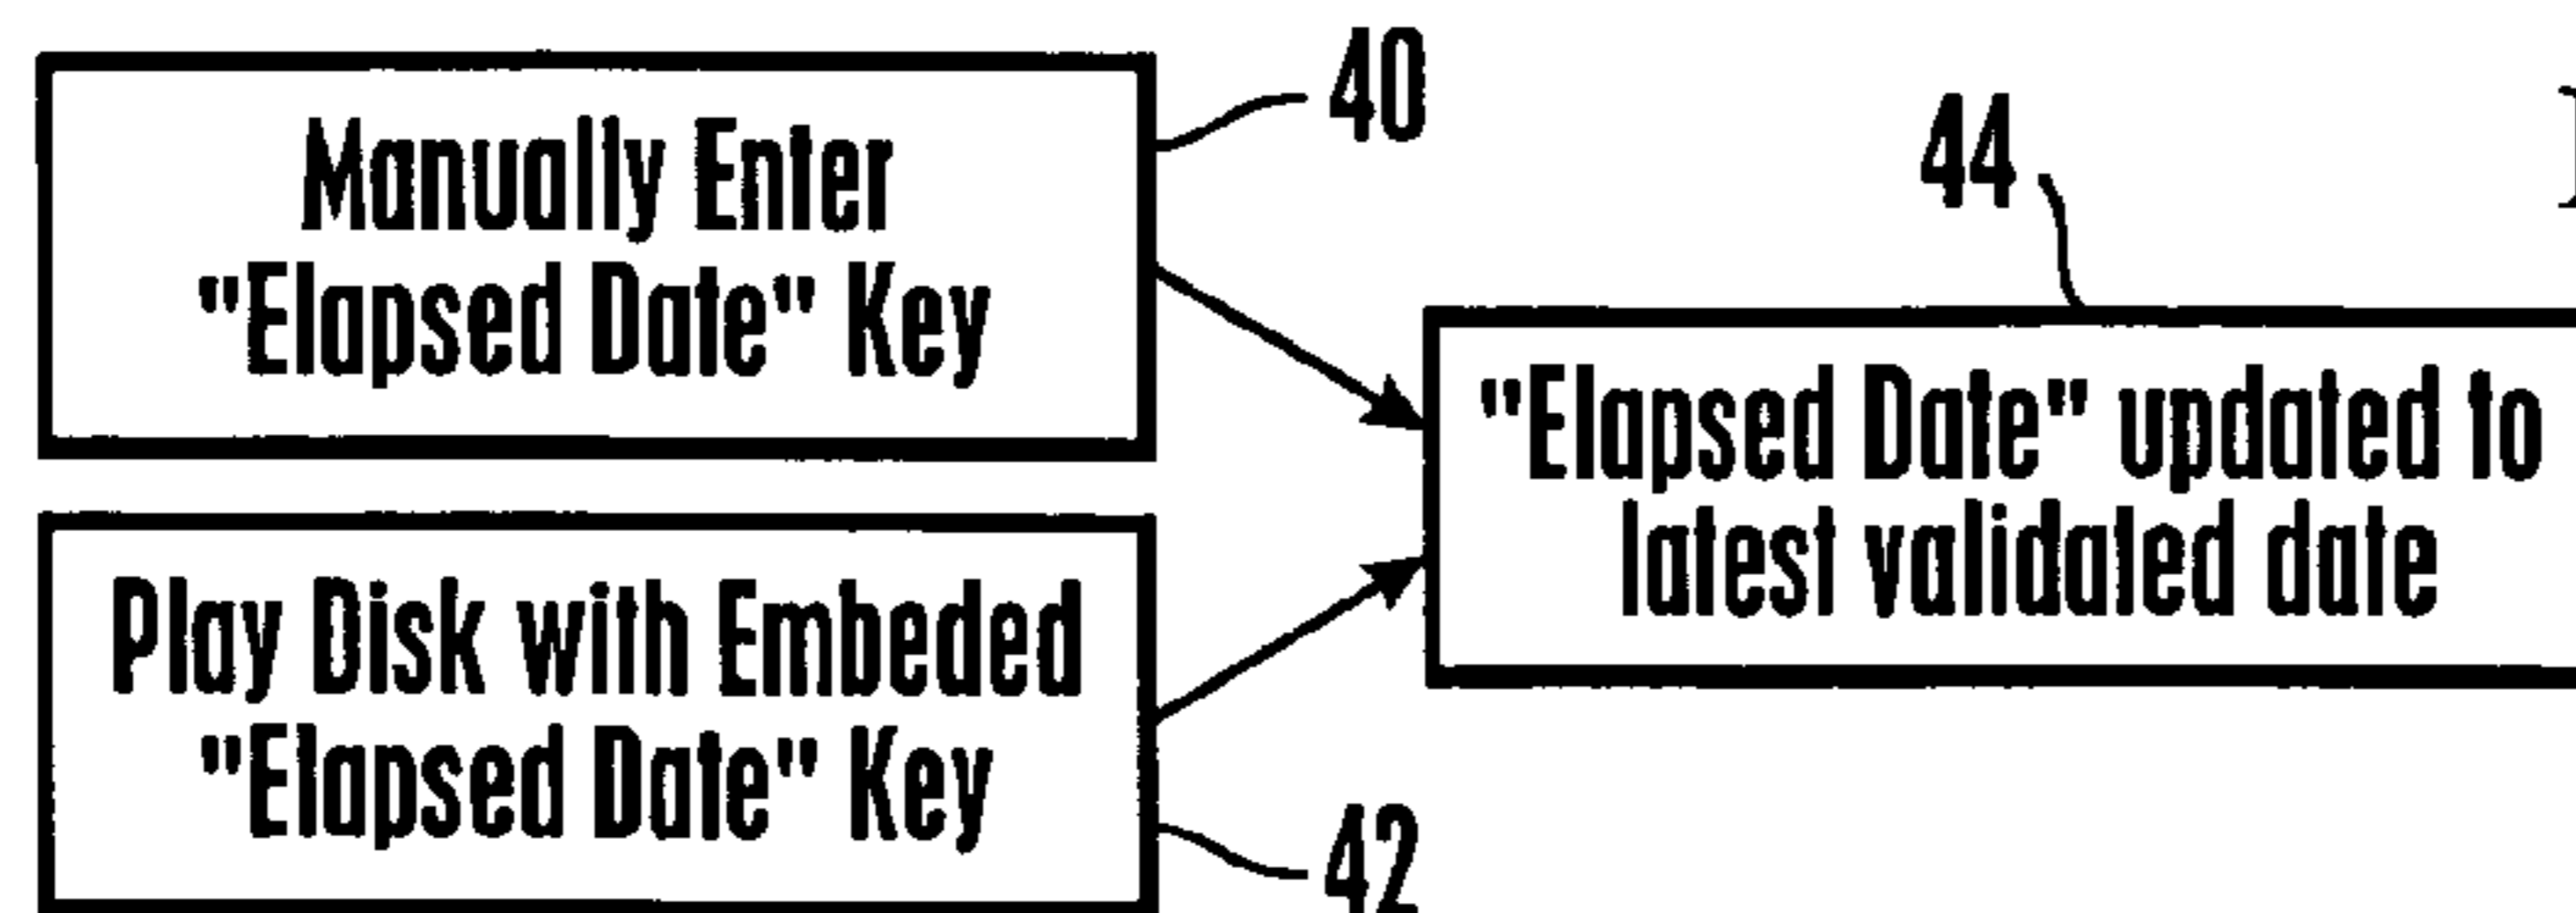 40
Manually Enter
"Elapsed Date" Key
44
"Elapsed Date" updated to
latest validated date
Play Disk with Embeded
"Elapsed Date" Key
42